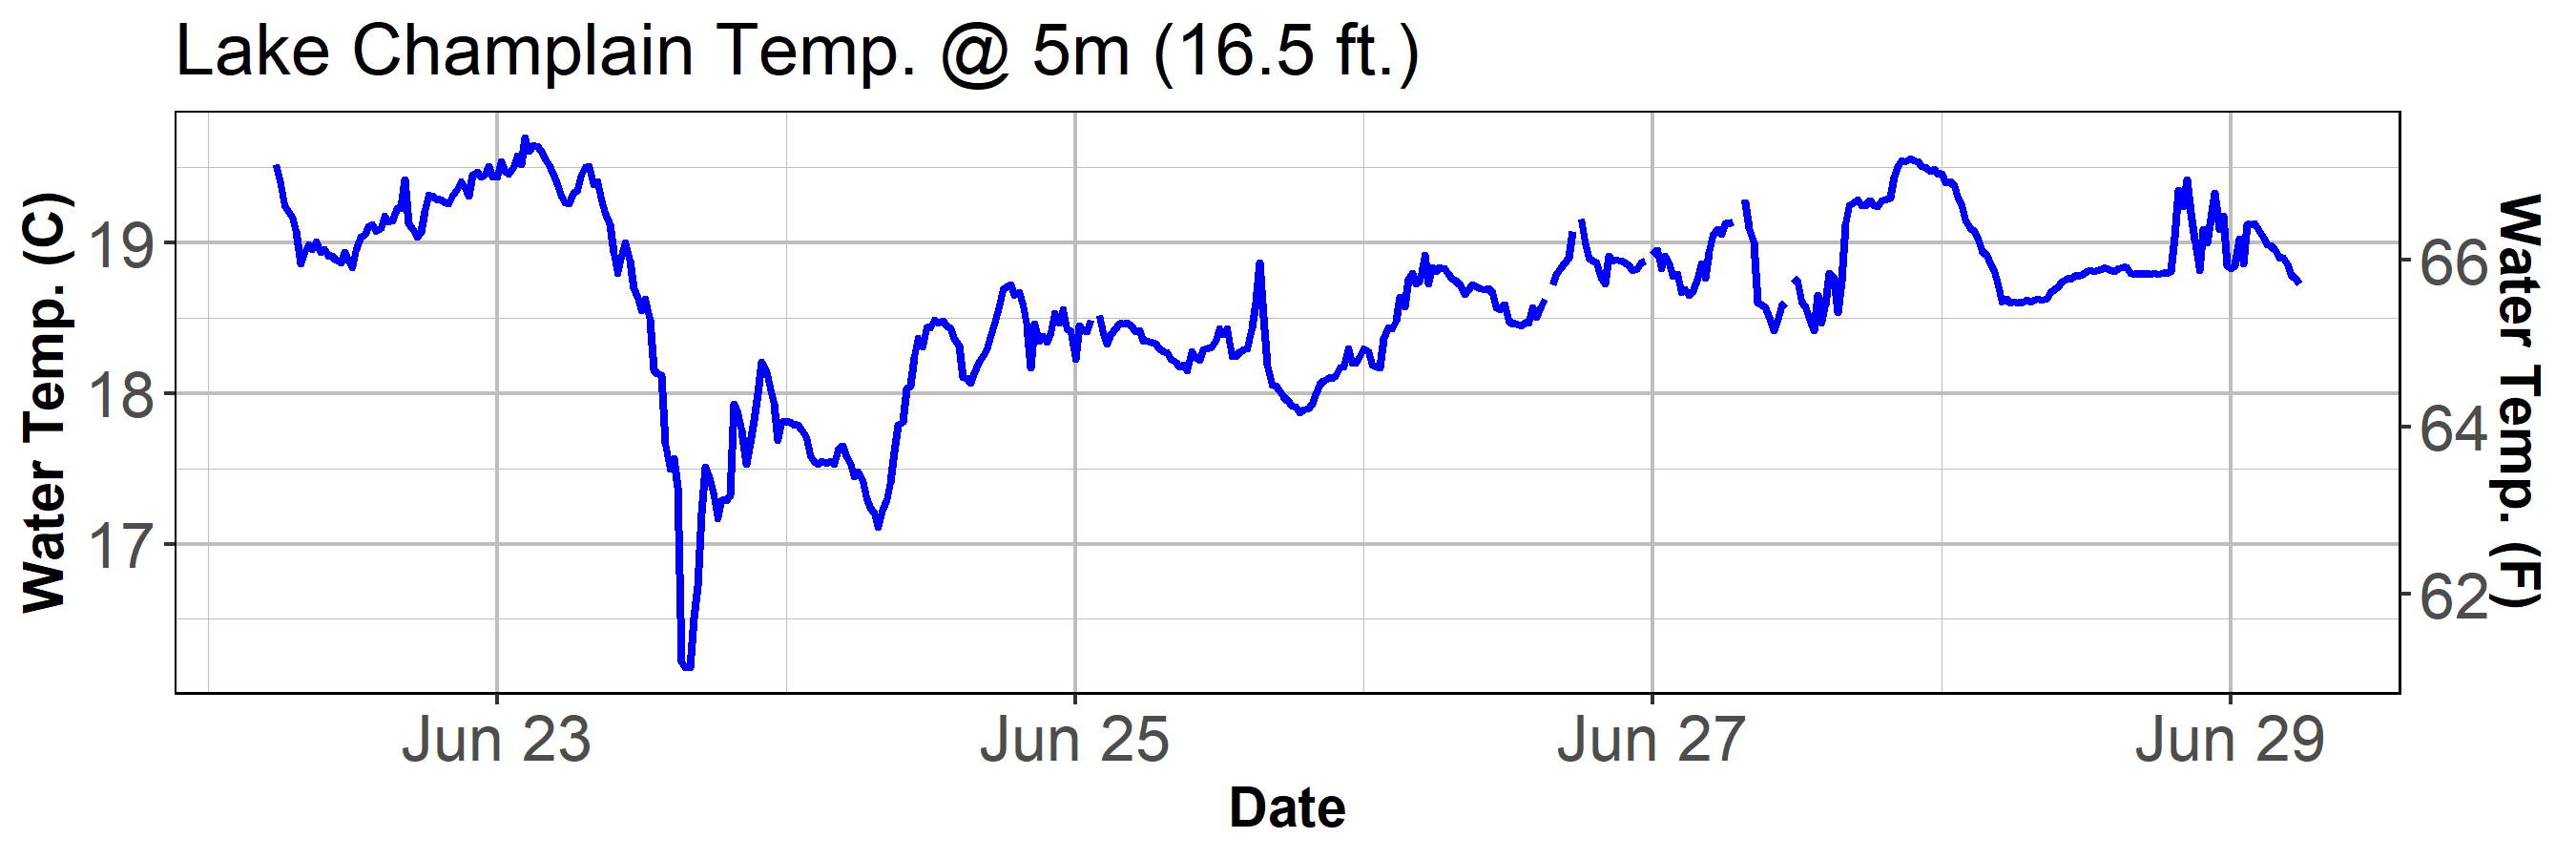 Lake Champlain Temp. @ 5m (16.5 ft.)
Water Temp. (C)
19
18
17
66
64
62
Water Temp. (F)
Jun 23
Jun 25
Jun 27
Jun 29
Date